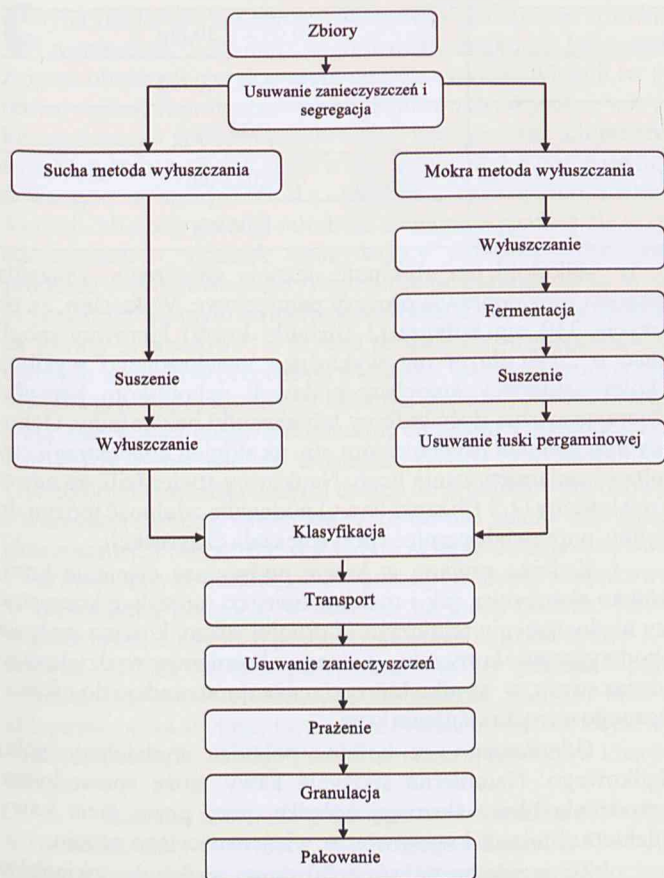 Zbiory
Usuwanie zanieczyszczeń i
segregacja
Sucha metoda wyłuszczania
Mokra metoda wyłuszczania
Wyłuszczanie
Fermentacja
Suszenie
Suszenie
Wyłuszczanie
Usuwanie łuski pergaminowej
Klasyfikacja
Transport
Usuwanie zanieczyszczeń
Prażenie
Granulacja
Pakowanie